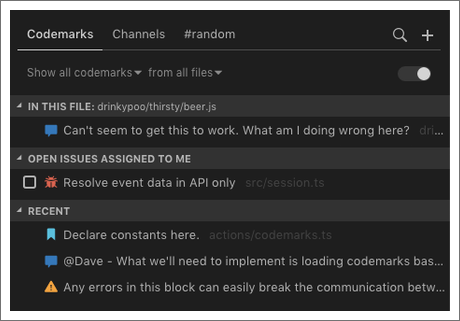 Codemarks Channels #random
Show all codemarks from all files
IN THIS FILE: drinkypoo/thirsty/beer.js
Can't seem to get this to work. What am I doing wrong here? dri...
OPEN ISSUES ASSIGNED TO ME
Resolve event data in API only src/session.ts
RECENT
Declare constants here. actions/codemarks.ts
@Dave - What we'll need to implement is loading codemarks bas...
Any errors in this block can easily break the communication betw...